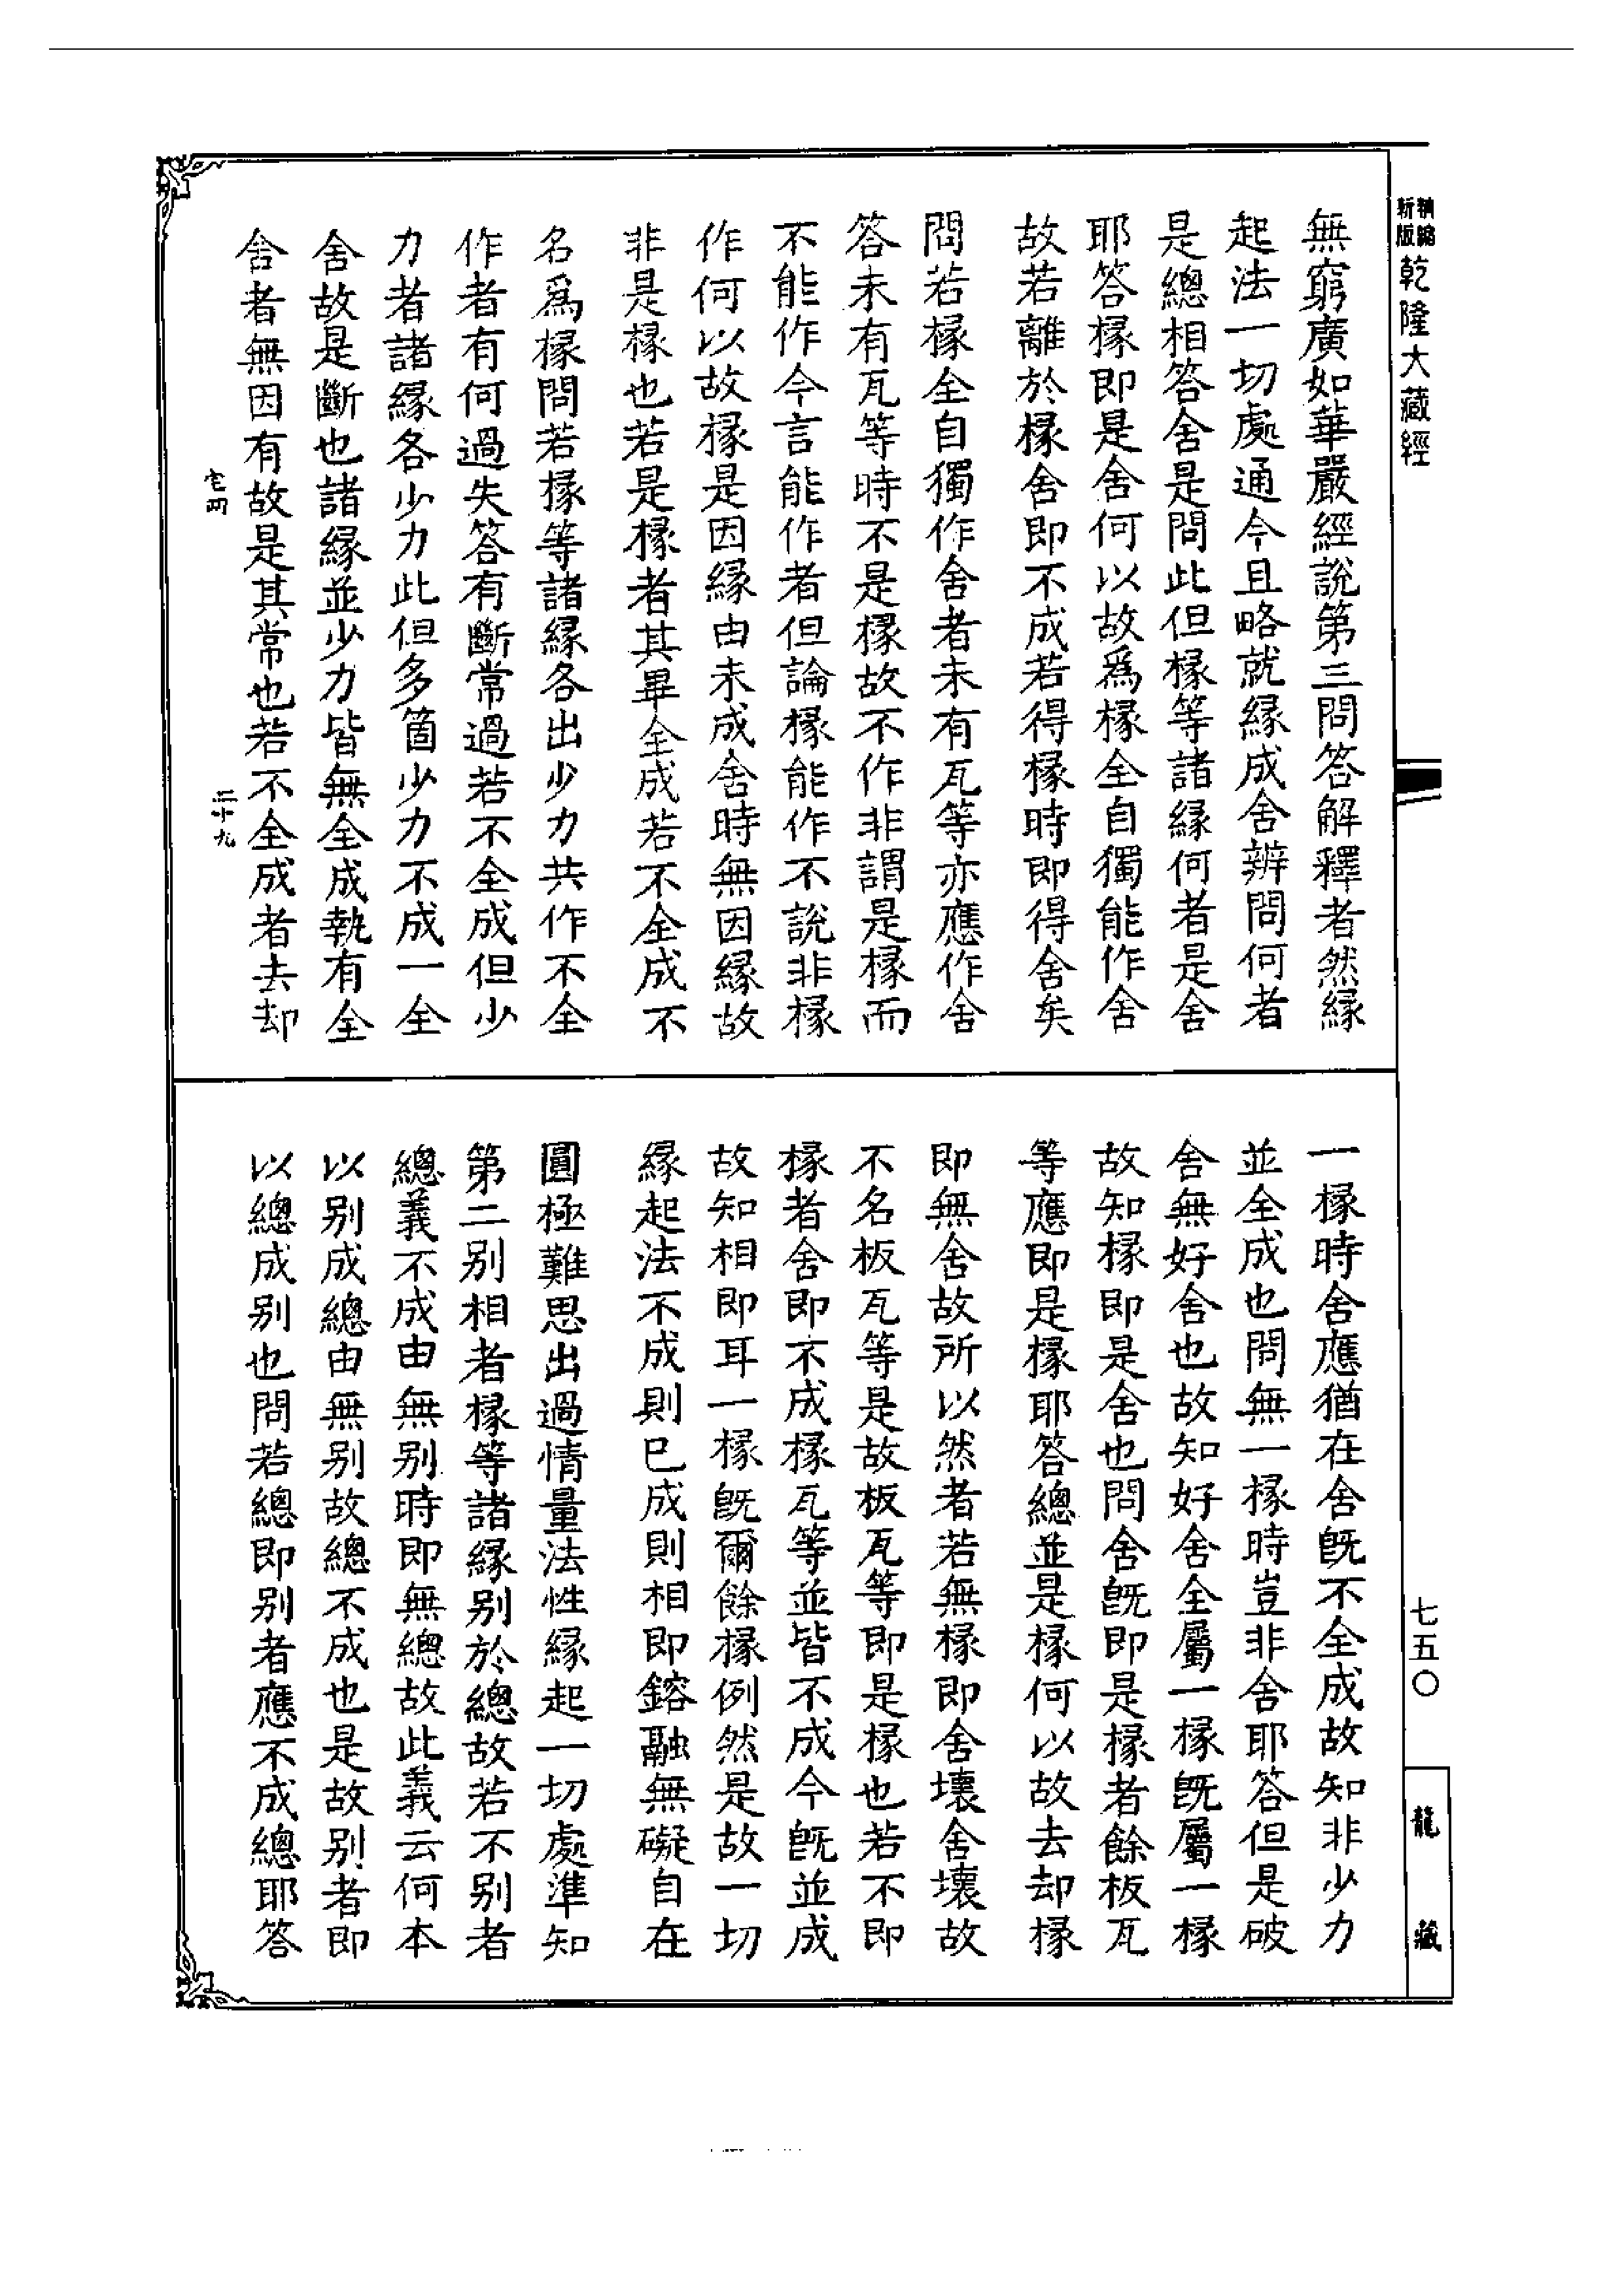 精縮
新版
乾隆大藏經
無窮廣如華嚴經說第三問答解釋者然緣
起法一切處通今且略就緣成舍辨問何者
是總相答舍是問此但椽等諸緣何者是舍
耶答椽即是舍何以故爲椽全自獨能作舍
故若離於椽舍即不成若得椽時即得舍矣
問若椽全自獨作舍者未有瓦等亦應作舍
答未有瓦等時不是椽故不作非謂是椽而
不能作今言能作者但論椽能作不說非椽
作何以故椽是因緣由未成舍時無因緣故
非是椽也若是椽者其畢全成若不全成不
名爲椽問若椽等諸緣各出少力共作不全
作者有何過失答有斷常過若不全成但少
力者諸緣各少力此但多箇少力不成一全
舍故是斷也諸緣並少力皆無全成執有全
舍者無因有故是其常也若不全成者去却
宅四
二十九
一椽時舍應猶在舍旣不全成故知非少力
並全成也問無一椽時豈非舍耶答但是破
舍無好舍也故知好舍全屬一椽旣屬一椽
故知椽即是舍也問舍旣即是椽者餘板瓦
等應即是椽耶答總並是椽何以故去却椽
即無舍故所以然者若無椽即舍壞舍壞故
不名板瓦等是故板瓦等即是椽也若不即
椽者舍即不成椽瓦等並皆不成今旣並成
故知相即耳一椽旣爾餘椽例然是故一切
緣起法不成則已成則相即鎔融無礙自在
圓極難思出過情量法性緣起一切處準知
第二別相者椽等諸緣別於總故若不別者
總義不成由無別時即無總故此義云何本
以別成總由無別故總不成也是故別者即
以總成別也問若總即別者應不成總耶答
七五〇
龍藏